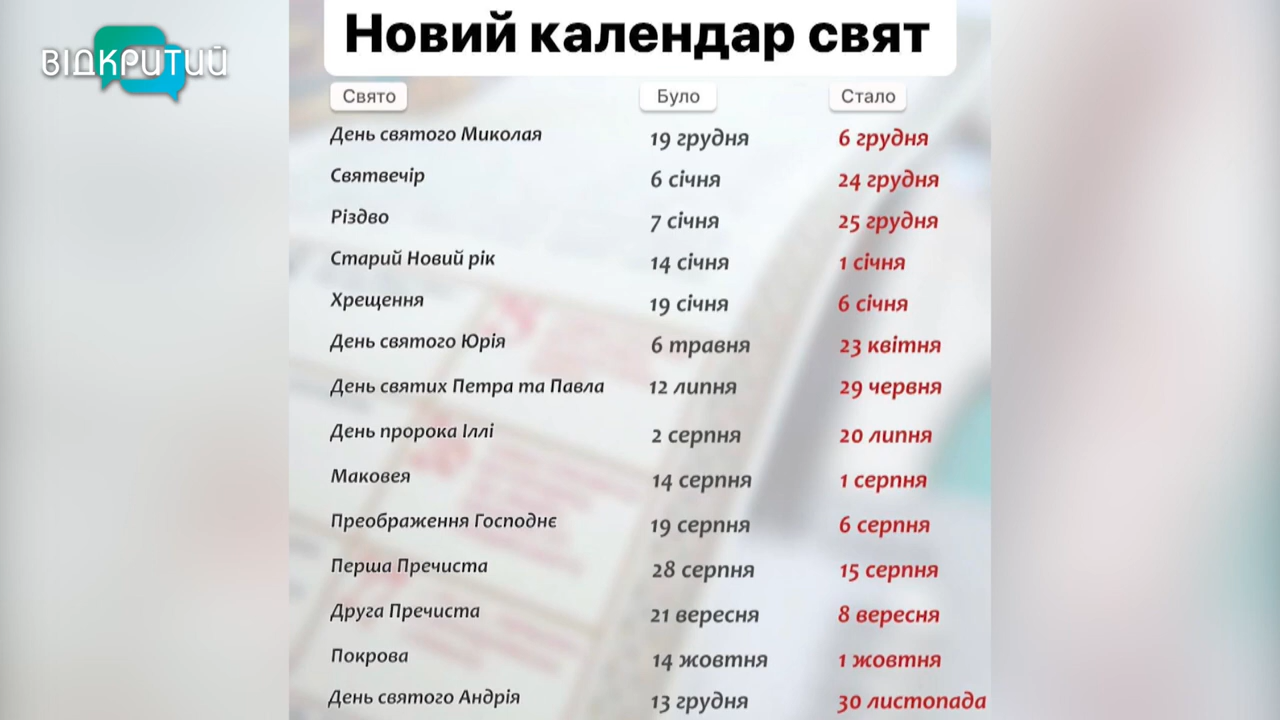 ВІДКРИТИЙ
Новий календар свят
Свято Було Стало
День святого Миколая 19 грудня 6 грудня
Святвечір 6 січня 24 грудня
Різдво 7 січня 25 грудня
Старий Новий рік 14 січня 1 січня
Хрещення 19 січня 6 січня
День святого Юрія 6 травня 23 квітня
День святих Петра та Павла 12 липня 29 червня
День пророка Іллі 2 серпня 20 липня
Маковея 14 серпня 1 серпня
Преображення Господнє 19 серпня 6 серпня
Перша Пречиста 28 серпня 15 серпня
Друга Пречиста 21 вересня 8 вересня
Покрова 14 жовтня 1 жовтня
День святого Андрія 13 грудня 30 листопада